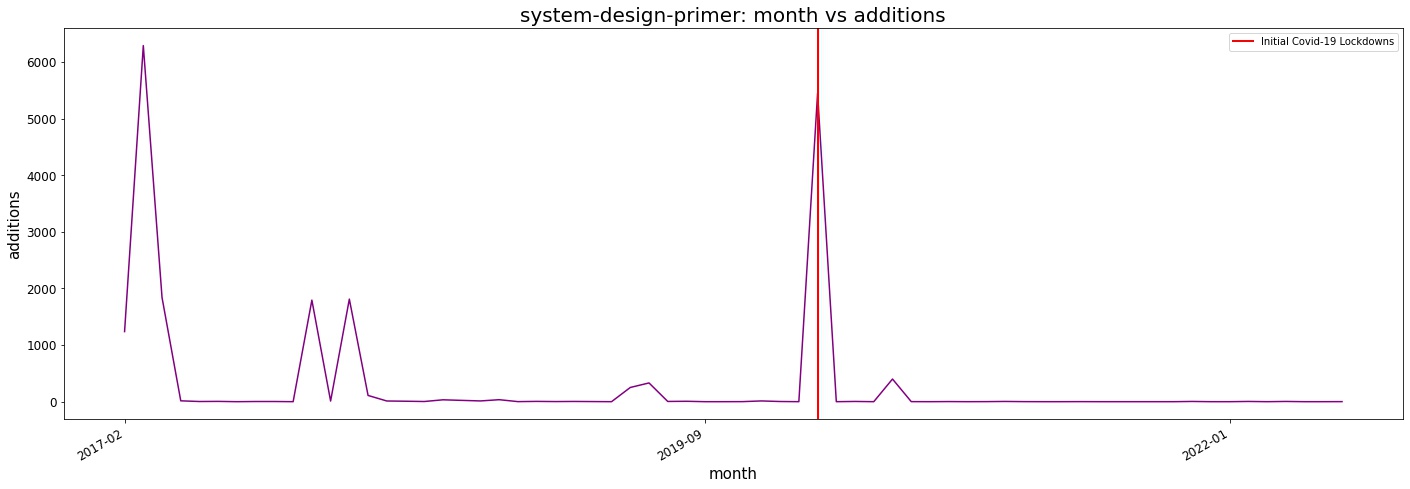 system-design-primer: month vs additions
Initial Covid-19 Lockdowns
6000
5000
4000
3000
2000
1000
0
additions
2017-02
2019-09
2022-01
month